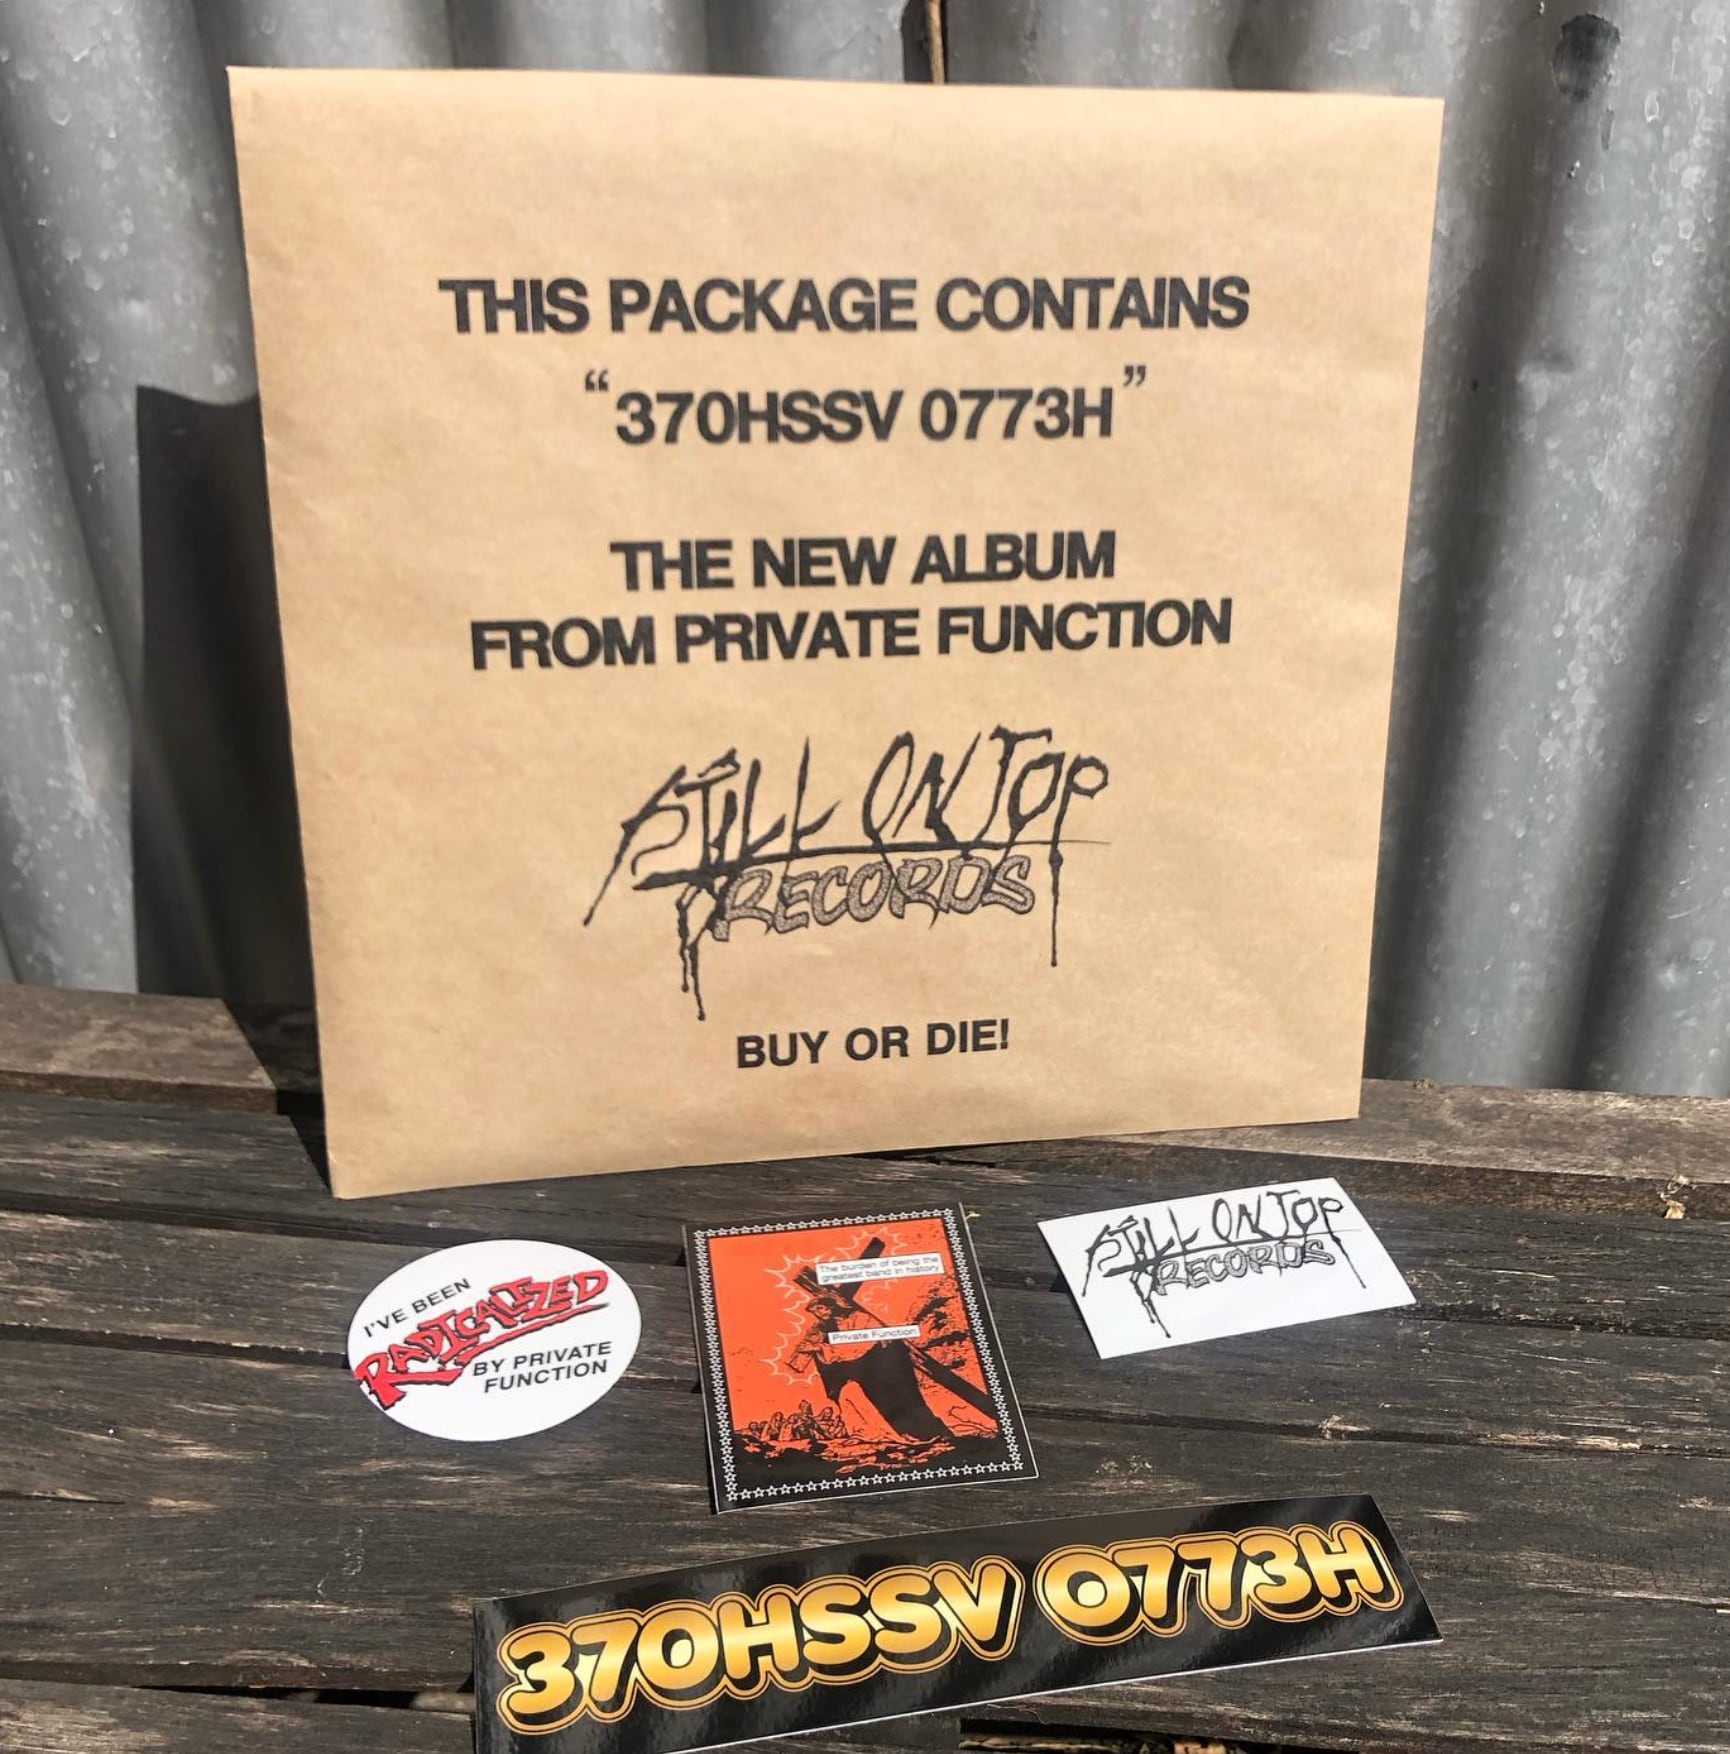 THIS PACKAGE CONTAINS
“370HSSV 0773H”
THE NEW ALBUM
FROM PRIVATE FUNCTION
STILL ON TOP
RECORDS
BUY OR DIE!
I'VE BEEN
RADICALIZED
BY PRIVATE
FUNCTION
The burden of being the
greatest band in history
Private Function
STILL ON TOP
RECORDS
370HSSV 0773H